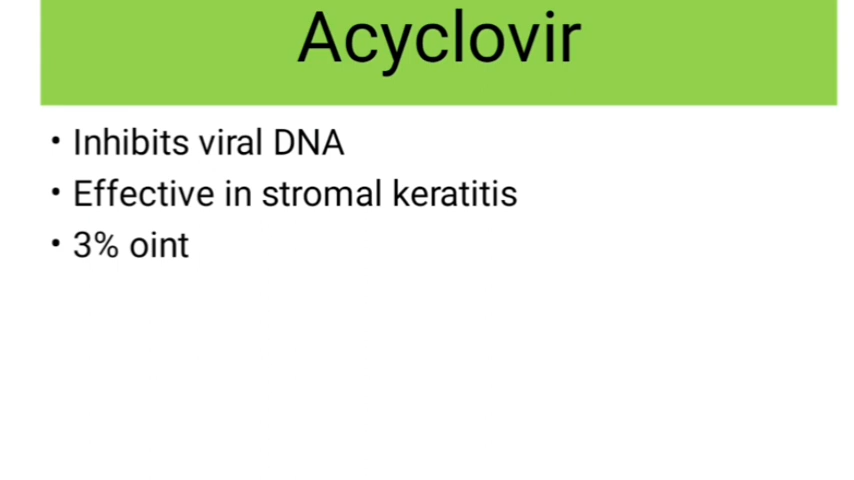 Acyclovir
• Inhibits viral DNA
• Effective in stromal keratitis
• 3% oint